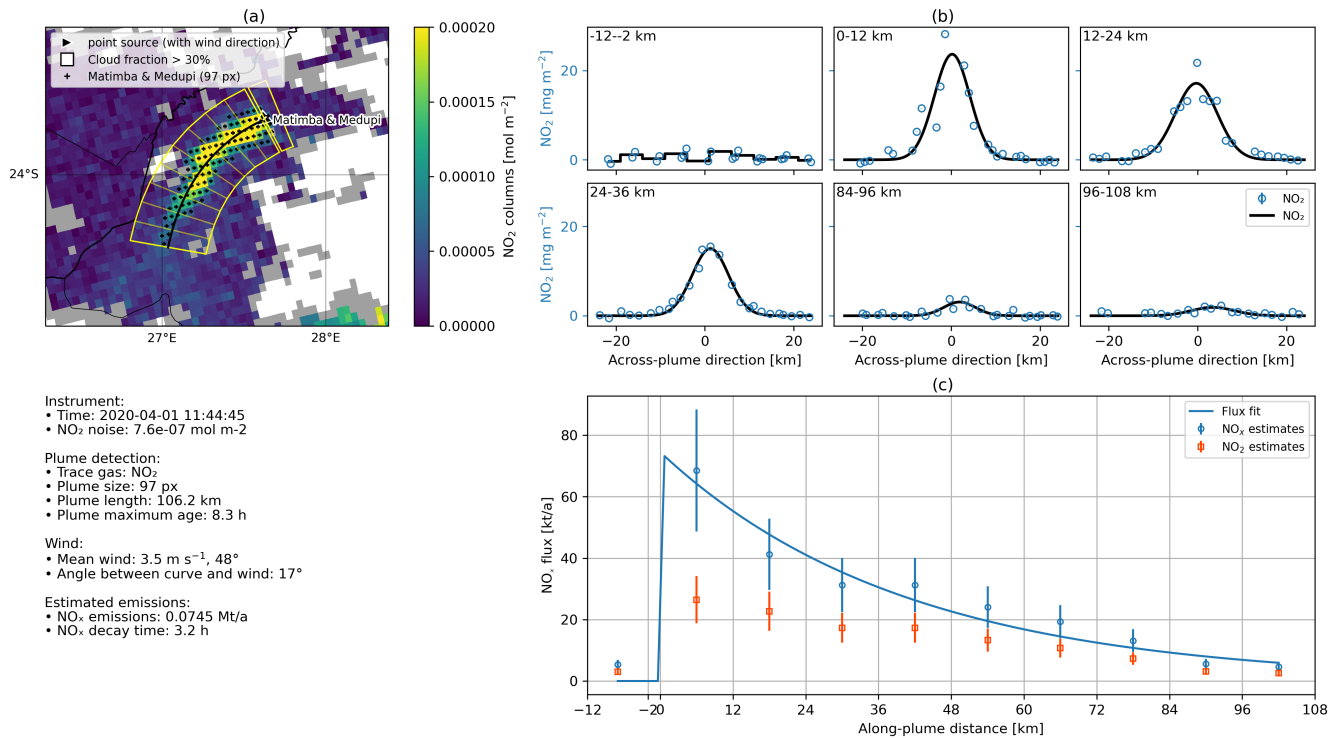 (a)
point source (with wind direction)
Cloud fraction > 30%
Matimba & Medupi (97 px)
Matimba & Medupi
24°S
27°E
28°E
0.00020
0.00015
0.00010
0.00005
0.00000
NO₂ columns [mol m⁻²]
(b)
-12--2 km
0-12 km
12-24 km
NO₂ [mg m⁻²]
20
0
24-36 km
84-96 km
96-108 km
NO₂
NO₂
NO₂ [mg m⁻²]
20
0
−20 0 20
−20 0 20
−20 0 20
Across-plume direction [km]
Across-plume direction [km]
Across-plume direction [km]
Instrument:
• Time: 2020-04-01 11:44:45
• NO₂ noise: 7.6e-07 mol m-2
Plume detection:
• Trace gas: NO₂
• Plume size: 97 px
• Plume length: 106.2 km
• Plume maximum age: 8.3 h
Wind:
• Mean wind: 3.5 m s⁻¹, 48°
• Angle between curve and wind: 17°
Estimated emissions:
• NOₓ emissions: 0.0745 Mt/a
• NOₓ decay time: 3.2 h
(c)
Flux fit
NOₓ estimates
NO₂ estimates
NOₓ flux [kt/a]
80
60
40
20
0
−12 −2 0 12 24 36 48 60 72 84 96 108
Along-plume distance [km]